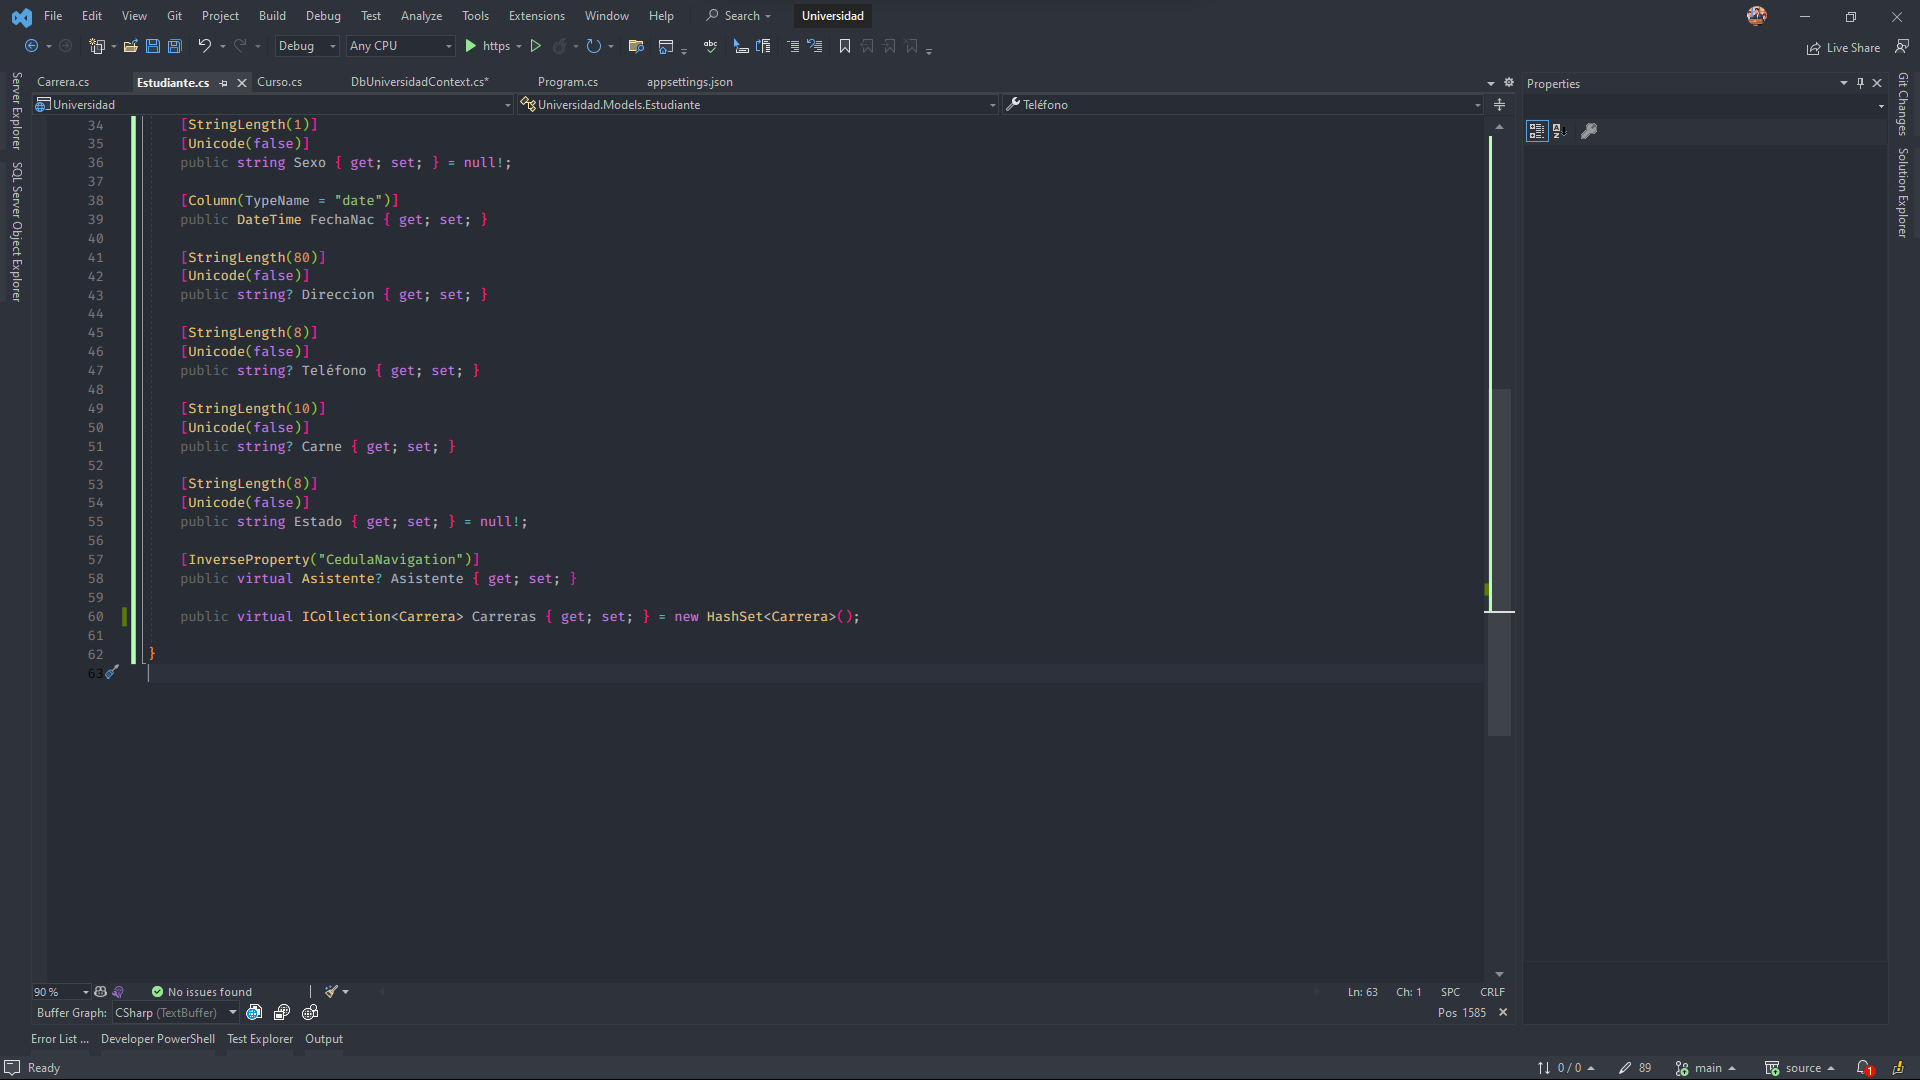 File Edit View Git Project Build Debug Test Analyze Tools Extensions Window Help Search Universidad
Debug Any CPU https Live Share
Carrera.cs Estudiante.cs Curso.cs DbUniversidadContext.cs* Program.cs appsettings.json
Universidad Universidad.Models.Estudiante Teléfono
Server Explorer
SQL Server Object Explorer
34 [StringLength(1)]
35 [Unicode(false)]
36 public string Sexo { get; set; } = null!;
37
38 [Column(TypeName = "date")]
39 public DateTime FechaNac { get; set; }
40
41 [StringLength(80)]
42 [Unicode(false)]
43 public string? Direccion { get; set; }
44
45 [StringLength(8)]
46 [Unicode(false)]
47 public string? Teléfono { get; set; }
48
49 [StringLength(10)]
50 [Unicode(false)]
51 public string? Carne { get; set; }
52
53 [StringLength(8)]
54 [Unicode(false)]
55 public string Estado { get; set; } = null!;
56
57 [InverseProperty("CedulaNavigation")]
58 public virtual Asistente? Asistente { get; set; }
59
60 public virtual ICollection<Carrera> Carreras { get; set; } = new HashSet<Carrera>();
61
62 }
63
Properties
Git Changes
Solution Explorer
90 % No issues found Ln: 63 Ch: 1 SPC CRLF
Buffer Graph: CSharp (TextBuffer) Pos 1585
Error List ... Developer PowerShell Test Explorer Output
Ready 0 / 0 89 main source 1